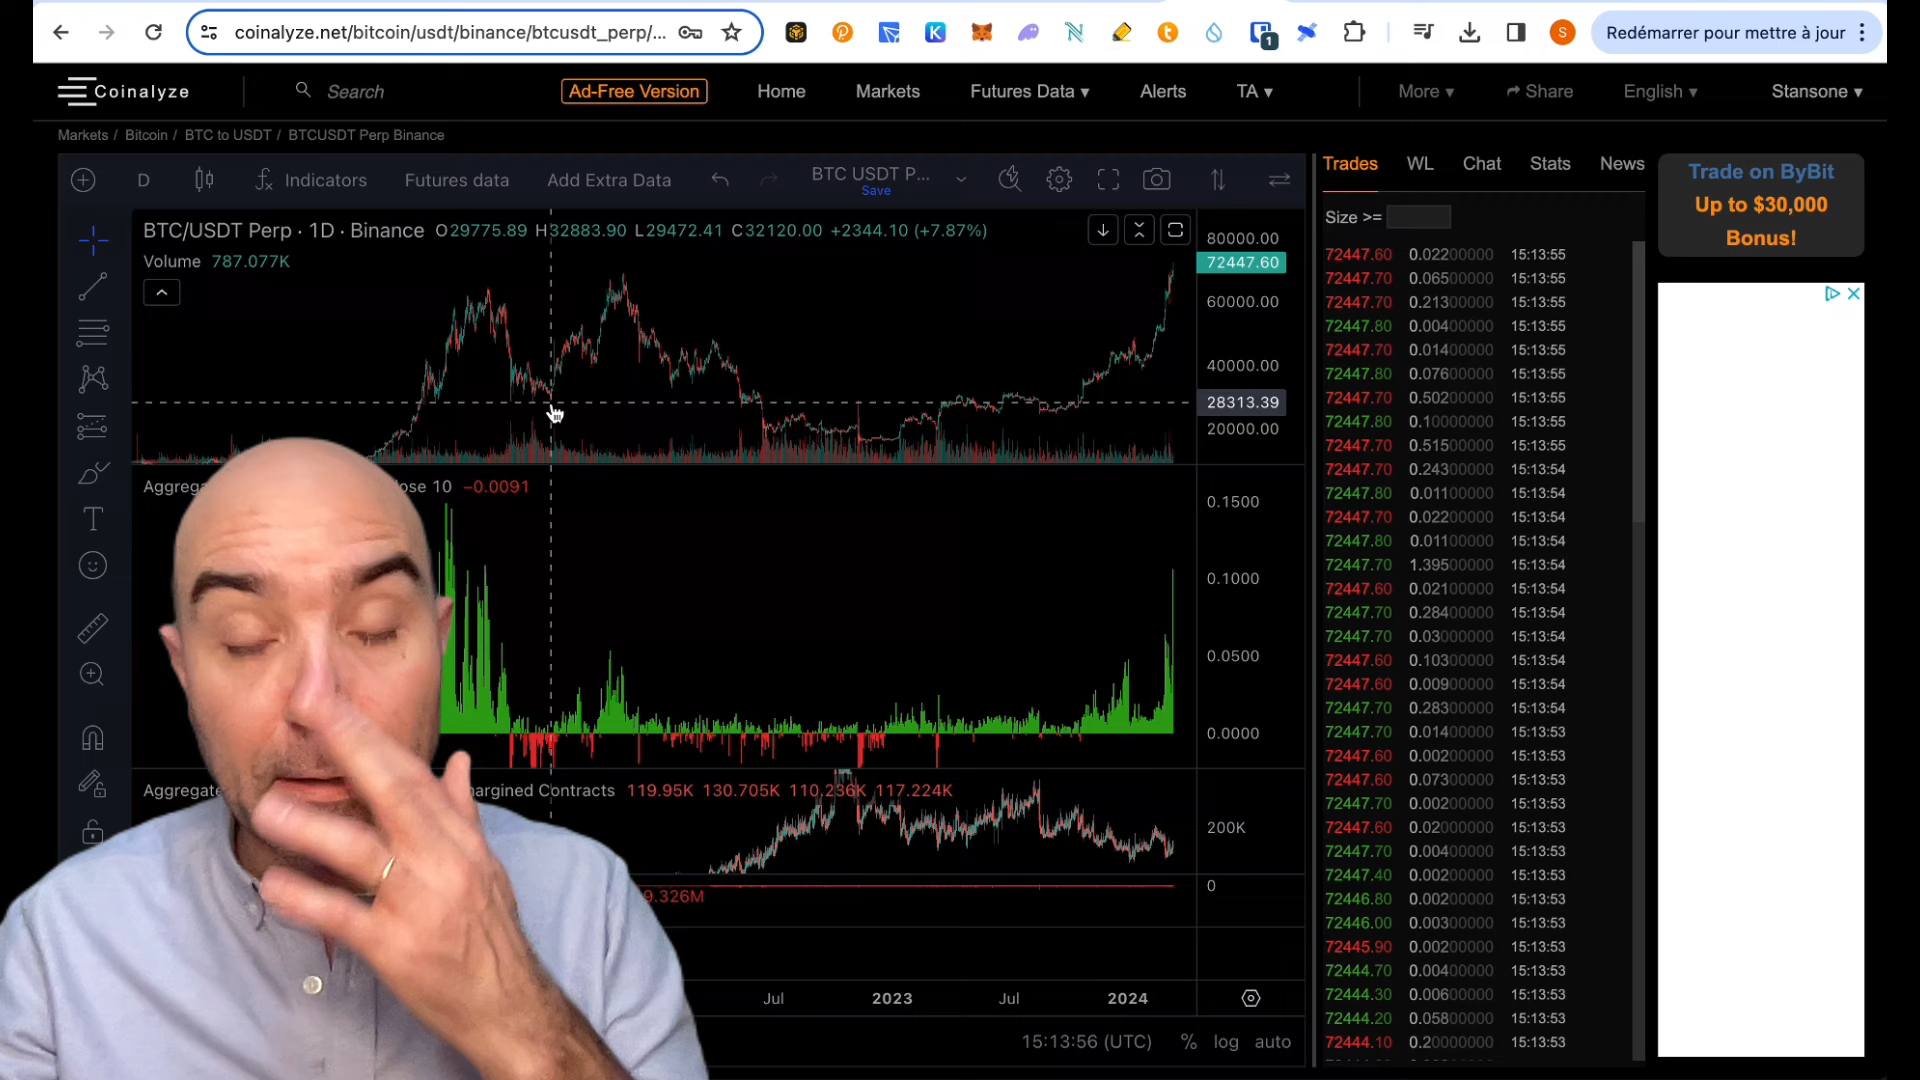 coinalyze.net/bitcoin/usdt/binance/btcusdt_perp/...
1
S
Redémarrer pour mettre à jour
Coinalyze
Search
Ad-Free Version
Home
Markets
Futures Data ▾
Alerts
TA ▾
More ▾
Share
English ▾
Stansone ▾
Markets / Bitcoin / BTC to USDT / BTCUSDT Perp Binance
D
Indicators
Futures data
Add Extra Data
BTC USDT P...
Save
BTC/USDT Perp · 1D · Binance O29775.89 H32883.90 L29472.41 C32120.00 +2344.10 (+7.87%)
Volume 787.077K
80000.00
72447.60
60000.00
40000.00
28313.39
20000.00
ose 10 −0.0091
0.1500
0.1000
0.0500
0.0000
Aggregate
argined Contracts 119.95K 130.705K 110.236K 117.224K
200K
0
9.326M
Jul
2023
Jul
2024
15:13:56 (UTC)
%
log
auto
Trades
WL
Chat
Stats
News
Size >=
72447.60 0.02200000 15:13:55
72447.70 0.06500000 15:13:55
72447.70 0.21300000 15:13:55
72447.80 0.00400000 15:13:55
72447.70 0.01400000 15:13:55
72447.80 0.07600000 15:13:55
72447.70 0.50200000 15:13:55
72447.80 0.10000000 15:13:55
72447.70 0.51500000 15:13:55
72447.70 0.24300000 15:13:54
72447.80 0.01100000 15:13:54
72447.70 0.02200000 15:13:54
72447.80 0.01100000 15:13:54
72447.70 1.39500000 15:13:54
72447.60 0.02100000 15:13:54
72447.70 0.28400000 15:13:54
72447.70 0.03000000 15:13:54
72447.60 0.10300000 15:13:54
72447.60 0.00900000 15:13:54
72447.70 0.28300000 15:13:54
72447.70 0.01400000 15:13:53
72447.60 0.00200000 15:13:53
72447.60 0.07300000 15:13:53
72447.70 0.00200000 15:13:53
72447.60 0.02000000 15:13:53
72447.70 0.00400000 15:13:53
72447.40 0.00200000 15:13:53
72446.80 0.00200000 15:13:53
72446.00 0.00300000 15:13:53
72445.90 0.00200000 15:13:53
72444.70 0.00400000 15:13:53
72444.30 0.00600000 15:13:53
72444.20 0.05800000 15:13:53
72444.10 0.20000000 15:13:53
Trade on ByBit
Up to $30,000
Bonus!